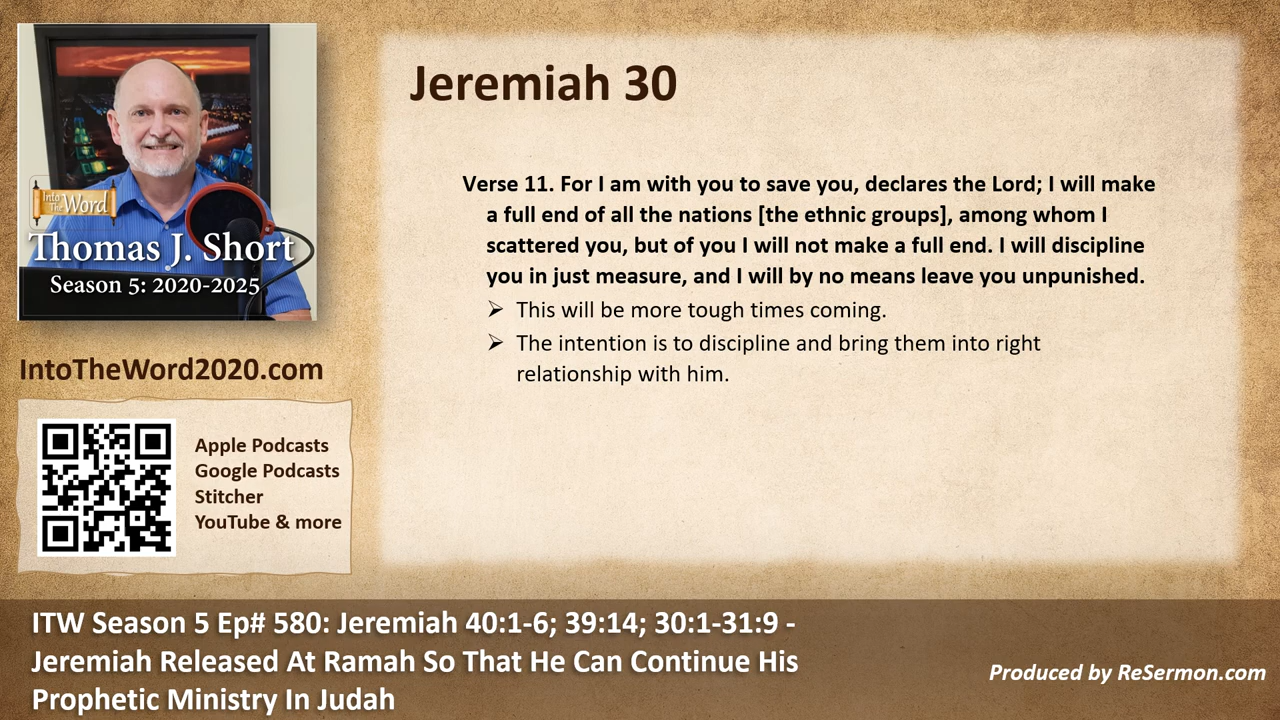 Into
The Word
Thomas J. Short
Season 5: 2020-2025
IntoTheWord2020.com
Apple Podcasts
Google Podcasts
Stitcher
YouTube & more
Jeremiah 30
Verse 11. For I am with you to save you, declares the Lord; I will make
a full end of all the nations [the ethnic groups], among whom I
scattered you, but of you I will not make a full end. I will discipline
you in just measure, and I will by no means leave you unpunished.
➢ This will be more tough times coming.
➢ The intention is to discipline and bring them into right
relationship with him.
ITW Season 5 Ep# 580: Jeremiah 40:1-6; 39:14; 30:1-31:9 -
Jeremiah Released At Ramah So That He Can Continue His
Prophetic Ministry In Judah
Produced by ReSermon.com